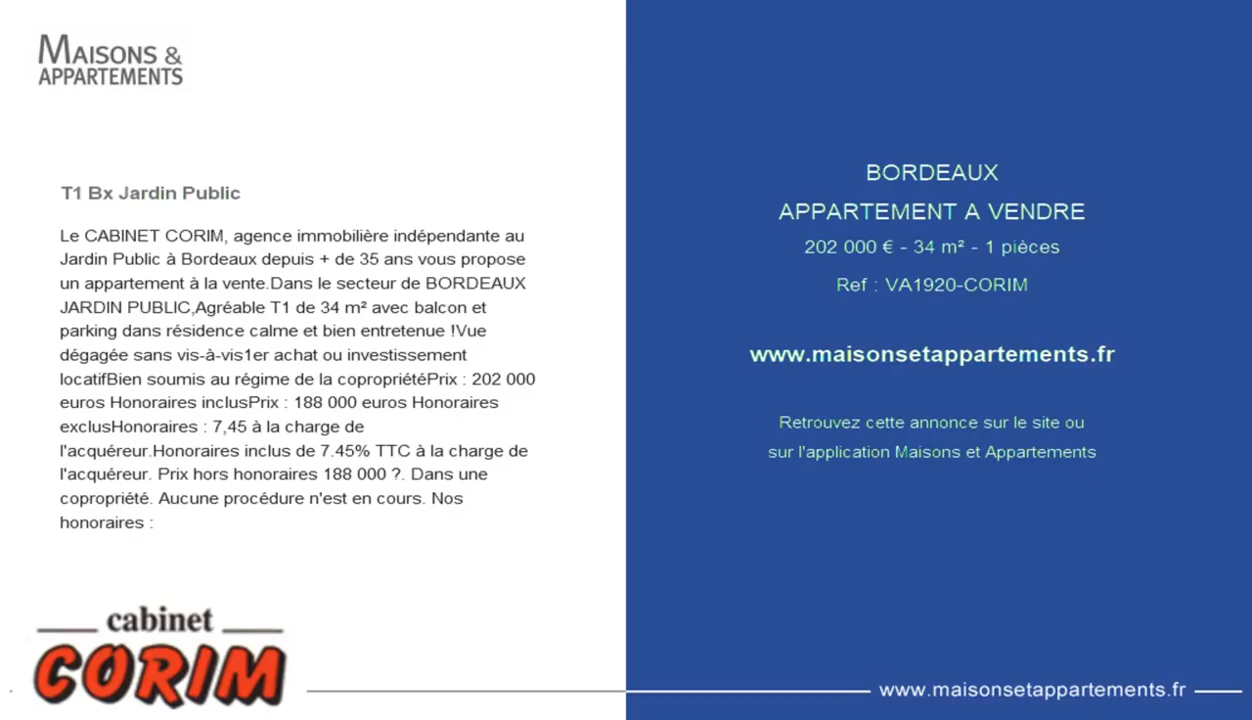 MAISONS &
APPARTEMENTS
T1 Bx Jardin Public
Le CABINET CORIM, agence immobilière indépendante au
Jardin Public à Bordeaux depuis + de 35 ans vous propose
un appartement à la vente.Dans le secteur de BORDEAUX
JARDIN PUBLIC,Agréable T1 de 34 m² avec balcon et
parking dans résidence calme et bien entretenue !Vue
dégagée sans vis-à-vis1er achat ou investissement
locatifBien soumis au régime de la copropriétéPrix : 202 000
euros Honoraires inclusPrix : 188 000 euros Honoraires
exclusHonoraires : 7,45 à la charge de
l'acquéreur.Honoraires inclus de 7.45% TTC à la charge de
l'acquéreur. Prix hors honoraires 188 000 ?. Dans une
copropriété. Aucune procédure n'est en cours. Nos
honoraires :
cabinet
CORIM
BORDEAUX
APPARTEMENT A VENDRE
202 000 € - 34 m² - 1 pièces
Ref : VA1920-CORIM
www.maisonsetappartements.fr
Retrouvez cette annonce sur le site ou
sur l'application Maisons et Appartements
www.maisonsetappartements.fr